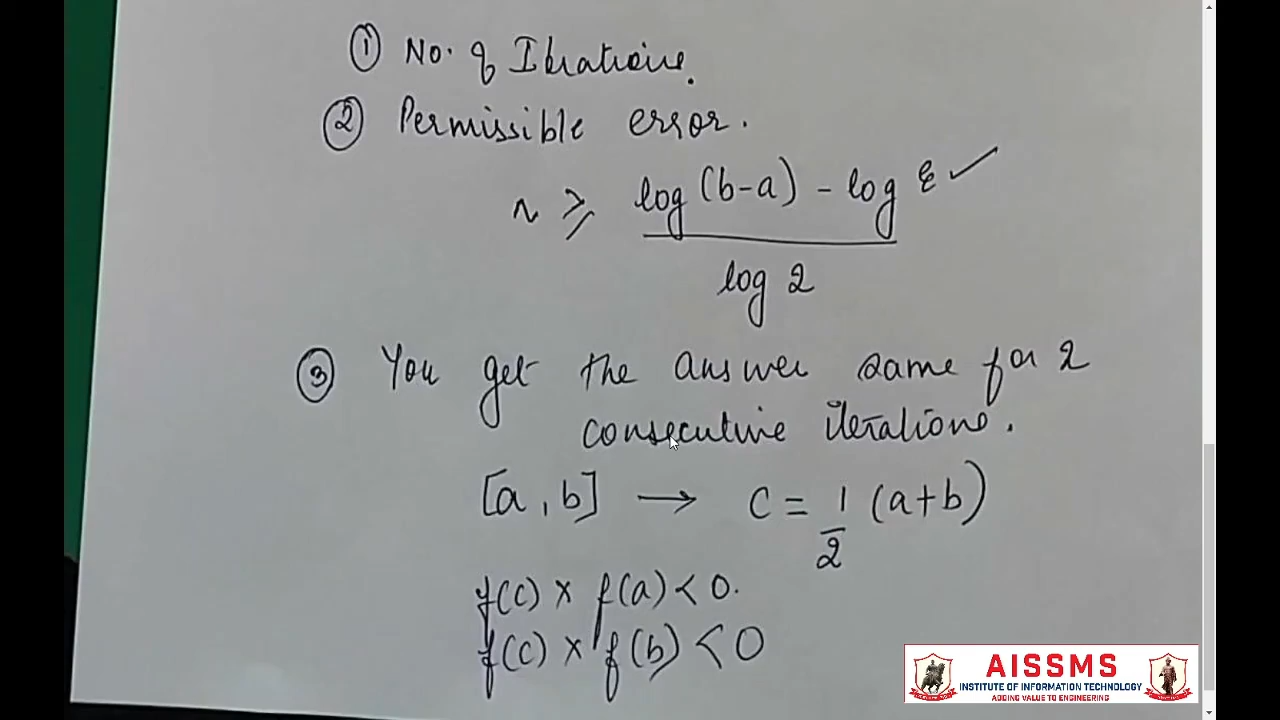 ① No. of Iterations.
② Permissible error.
n ≥ log (b-a) - log ε ✓
log 2
③ You get the answer same for 2
consecutive iterations.
[a, b] → C = 1/2 (a+b)
f(c) × f(a) < 0.
f(c) × f(b) < 0
AISSMS
INSTITUTE OF INFORMATION TECHNOLOGY
ADDING VALUE TO ENGINEERING